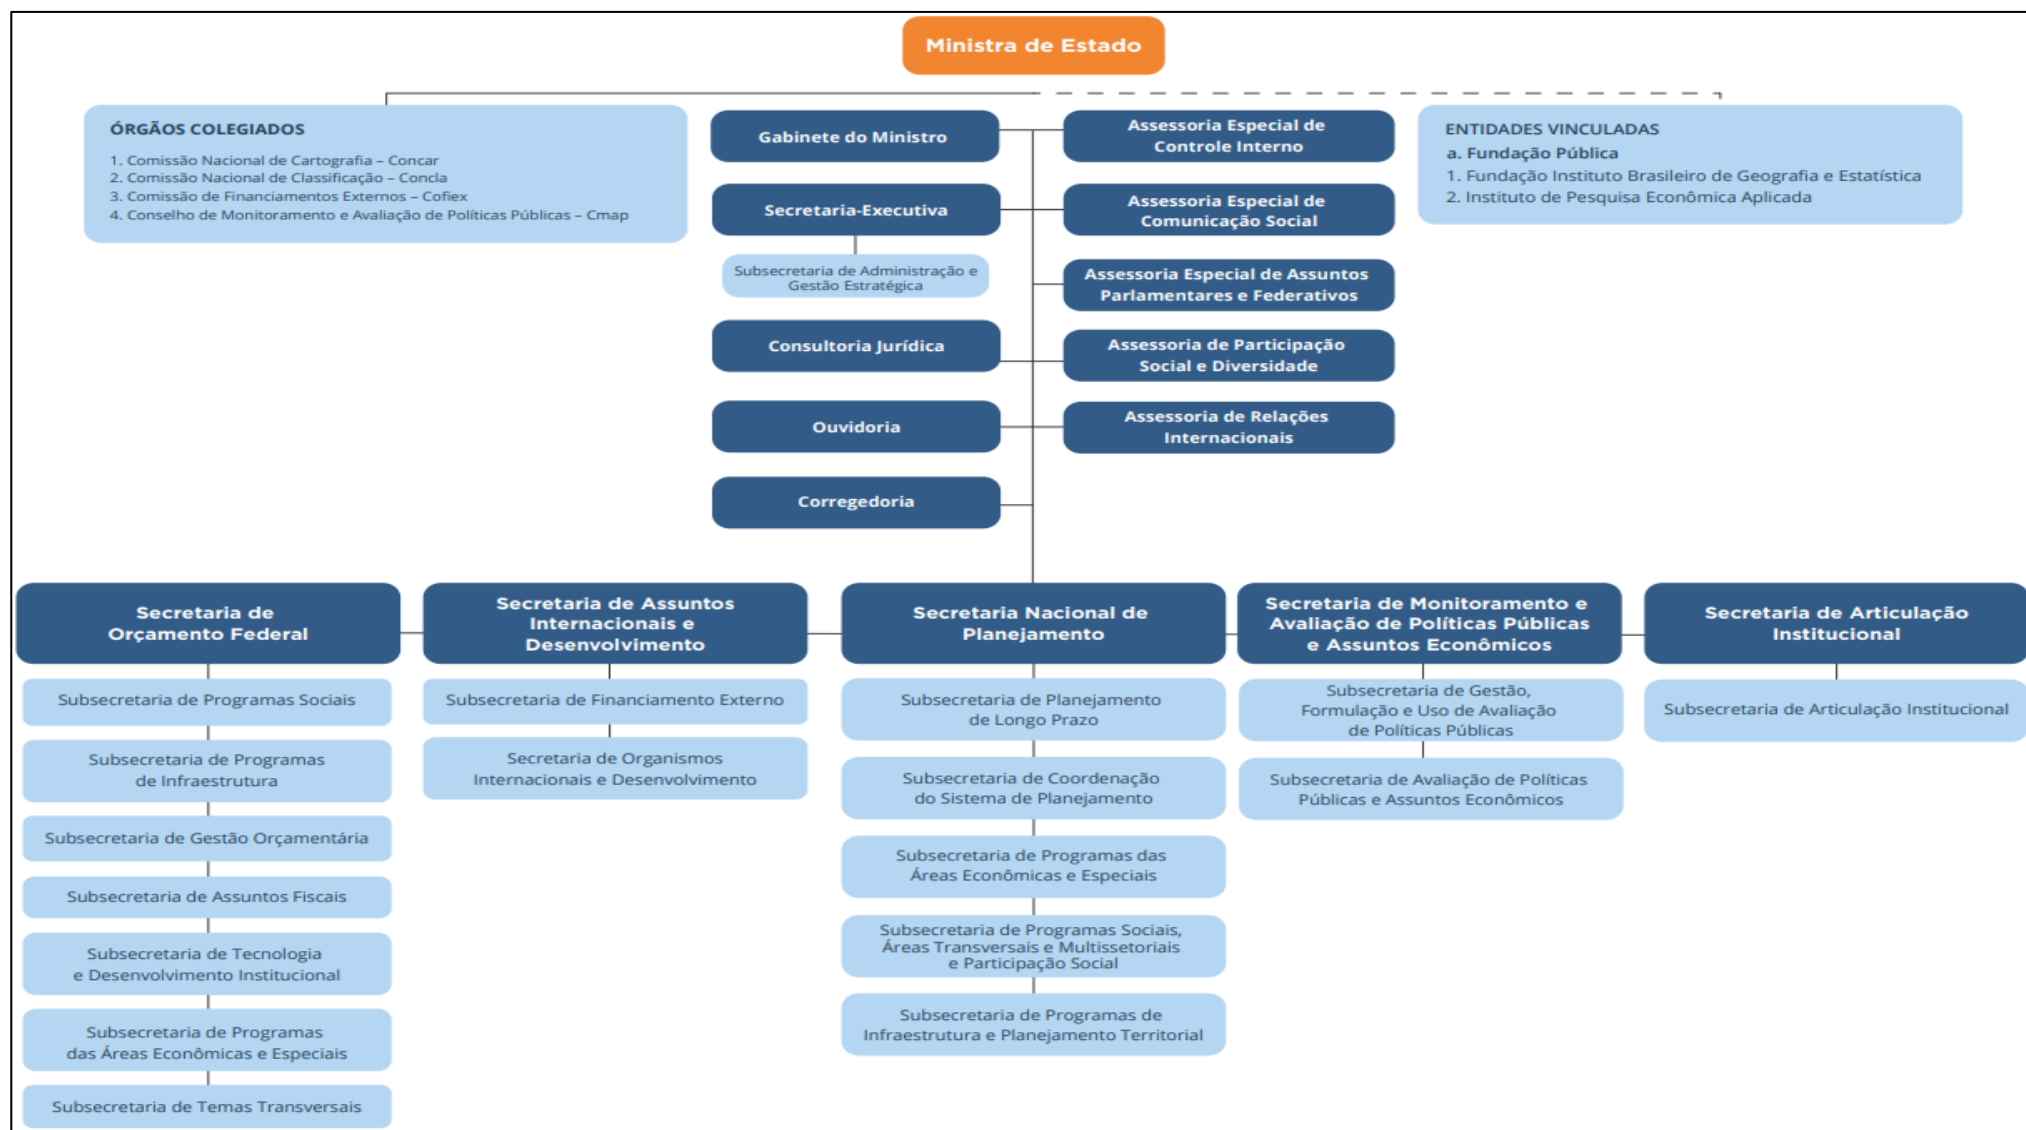 Ministra de Estado
ÓRGÃOS COLEGIADOS
1. Comissão Nacional de Cartografia – Concar
2. Comissão Nacional de Classificação – Concla
3. Comissão de Financiamentos Externos – Cofiex
4. Conselho de Monitoramento e Avaliação de Políticas Públicas – Cmap
Gabinete do Ministro
Secretaria-Executiva
Subsecretaria de Administração e
Gestão Estratégica
Consultoria Jurídica
Ouvidoria
Corregedoria
Assessoria Especial de
Controle Interno
Assessoria Especial de
Comunicação Social
Assessoria Especial de Assuntos
Parlamentares e Federativos
Assessoria de Participação
Social e Diversidade
Assessoria de Relações
Internacionais
ENTIDADES VINCULADAS
a. Fundação Pública
1. Fundação Instituto Brasileiro de Geografia e Estatística
2. Instituto de Pesquisa Econômica Aplicada
Secretaria de
Orçamento Federal
Subsecretaria de Programas Sociais
Subsecretaria de Programas
de Infraestrutura
Subsecretaria de Gestão Orçamentária
Subsecretaria de Assuntos Fiscais
Subsecretaria de Tecnologia
e Desenvolvimento Institucional
Subsecretaria de Programas
das Áreas Econômicas e Especiais
Subsecretaria de Temas Transversais
Secretaria de Assuntos
Internacionais e
Desenvolvimento
Subsecretaria de Financiamento Externo
Secretaria de Organismos
Internacionais e Desenvolvimento
Secretaria Nacional de
Planejamento
Subsecretaria de Planejamento
de Longo Prazo
Subsecretaria de Coordenação
do Sistema de Planejamento
Subsecretaria de Programas das
Áreas Econômicas e Especiais
Subsecretaria de Programas Sociais,
Áreas Transversais e Multissetoriais
e Participação Social
Subsecretaria de Programas de
Infraestrutura e Planejamento Territorial
Secretaria de Monitoramento e
Avaliação de Políticas Públicas
e Assuntos Econômicos
Subsecretaria de Gestão,
Formulação e Uso de Avaliação
de Políticas Públicas
Subsecretaria de Avaliação de Políticas
Públicas e Assuntos Econômicos
Secretaria de Articulação
Institucional
Subsecretaria de Articulação Institucional